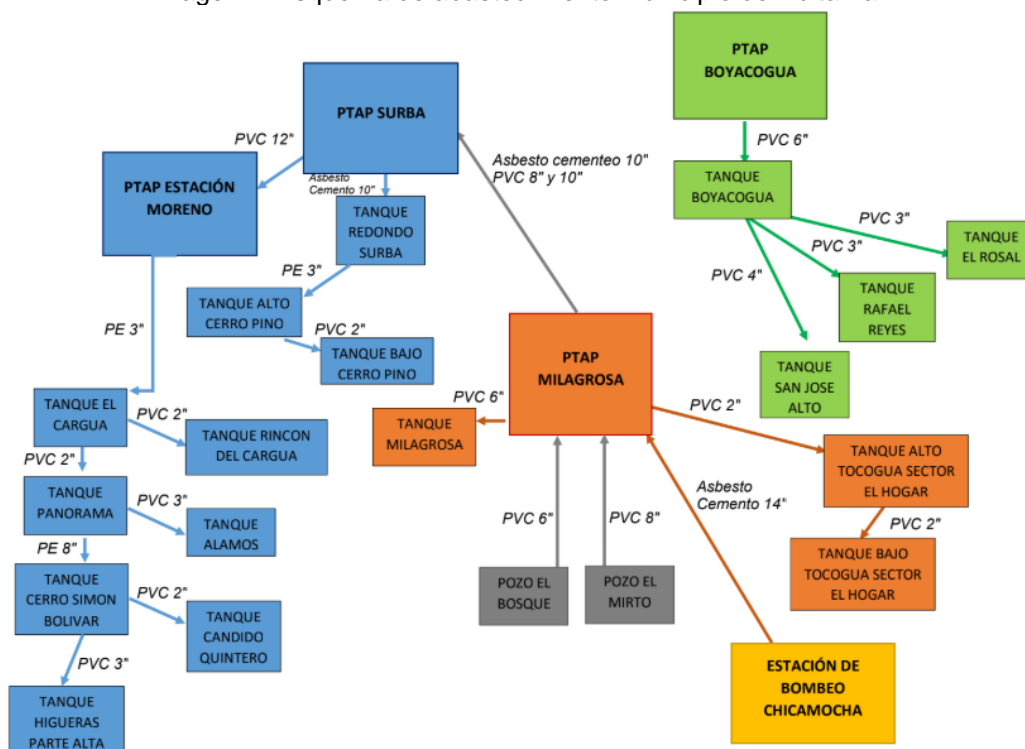 PTAP
BOYACOGUA
PVC 6"
TANQUE
BOYACOGUA
PVC 3"
PVC 3"
PVC 4"
TANQUE
EL ROSAL
TANQUE
RAFAEL
REYES
TANQUE
SAN JOSE
ALTO
PTAP SURBA
PVC 12"
Asbesto
Cemento 10"
Asbesto cementeo 10"
PVC 8" y 10"
PTAP ESTACIÓN
MORENO
TANQUE
REDONDO
SURBA
PE 3"
TANQUE ALTO
CERRO PINO
PVC 2"
TANQUE BAJO
CERRO PINO
PE 3"
TANQUE EL
CARGUA
PVC 2"
TANQUE RINCON
DEL CARGUA
PVC 2"
TANQUE
PANORAMA
PVC 3"
TANQUE
ALAMOS
PE 8"
TANQUE
CERRO SIMON
BOLIVAR
PVC 2"
TANQUE
CANDIDO
QUINTERO
PVC 3"
TANQUE
HIGUERAS
PARTE ALTA
PTAP
MILAGROSA
PVC 6"
TANQUE
MILAGROSA
PVC 2"
TANQUE ALTO
TOCOGUA SECTOR
EL HOGAR
PVC 2"
TANQUE BAJO
TOCOGUA SECTOR
EL HOGAR
PVC 6"
PVC 8"
Asbesto
Cemento 14"
POZO EL
BOSQUE
POZO EL
MIRTO
ESTACIÓN DE
BOMBEO
CHICAMOCHA